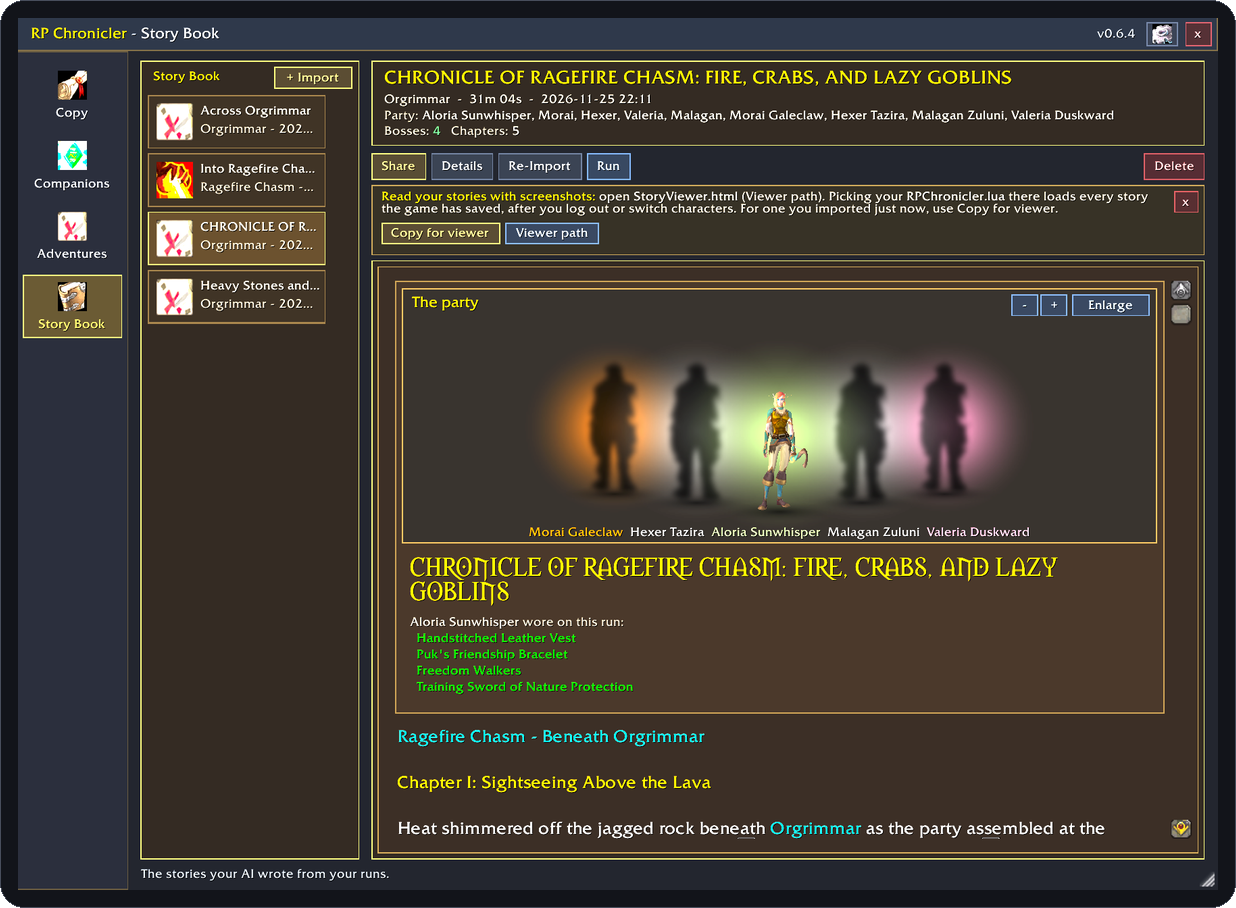 RP Chronicler - Story Book
v0.6.4
x
Copy
Companions
Adventures
Story Book
Story Book
+ Import
Across Orgrimmar
Orgrimmar - 202...
Into Ragefire Cha...
Ragefire Chasm -...
CHRONICLE OF R...
Orgrimmar - 202...
Heavy Stones and...
Orgrimmar - 202...
CHRONICLE OF RAGEFIRE CHASM: FIRE, CRABS, AND LAZY GOBLINS
Orgrimmar - 31m 04s - 2026-11-25 22:11
Party: Aloria Sunwhisper, Morai, Hexer, Valeria, Malagan, Morai Galeclaw, Hexer Tazira, Malagan Zuluni, Valeria Duskward
Bosses: 4 Chapters: 5
Share
Details
Re-Import
Run
Delete
Read your stories with screenshots: open StoryViewer.html (Viewer path). Picking your RPChronicler.lua there loads every story
the game has saved, after you log out or switch characters. For one you imported just now, use Copy for viewer.
x
Copy for viewer
Viewer path
The party
-
+
Enlarge
Morai Galeclaw Hexer Tazira Aloria Sunwhisper Malagan Zuluni Valeria Duskward
CHRONICLE OF RAGEFIRE CHASM: FIRE, CRABS, AND LAZY
GOBLINS
Aloria Sunwhisper wore on this run:
Handstitched Leather Vest
Puk's Friendship Bracelet
Freedom Walkers
Training Sword of Nature Protection
Ragefire Chasm - Beneath Orgrimmar
Chapter I: Sightseeing Above the Lava
Heat shimmered off the jagged rock beneath Orgrimmar as the party assembled at the
The stories your AI wrote from your runs.